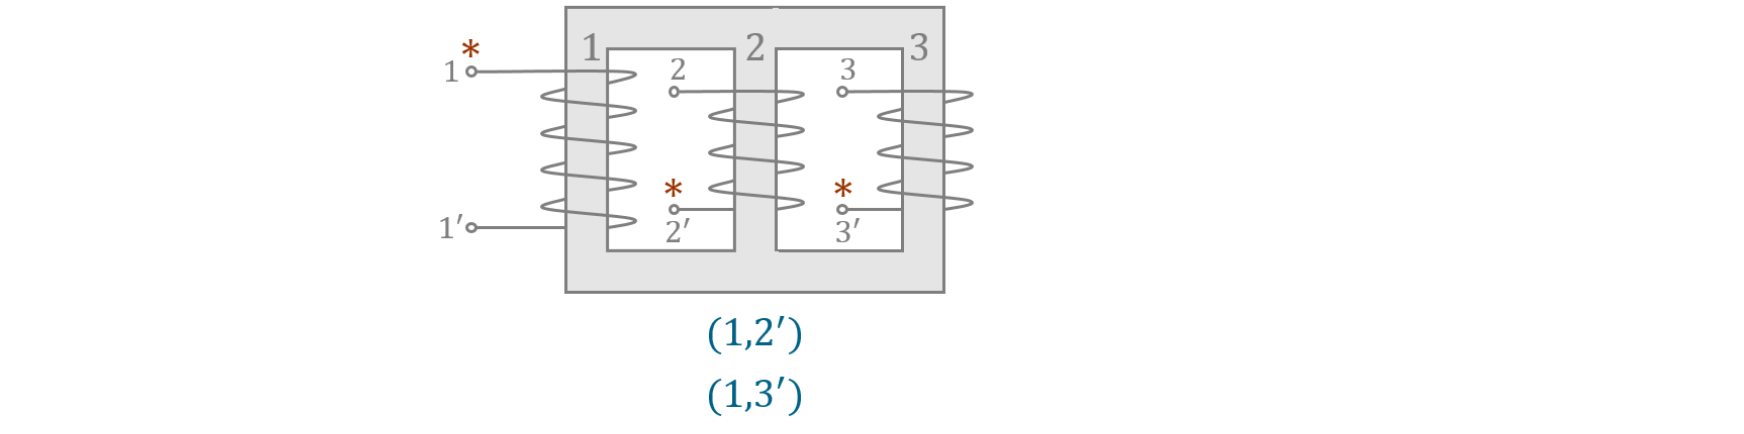 1 2 3
*
1 2 3
* *
1′ 2′ 3′
(1,2′)
(1,3′)